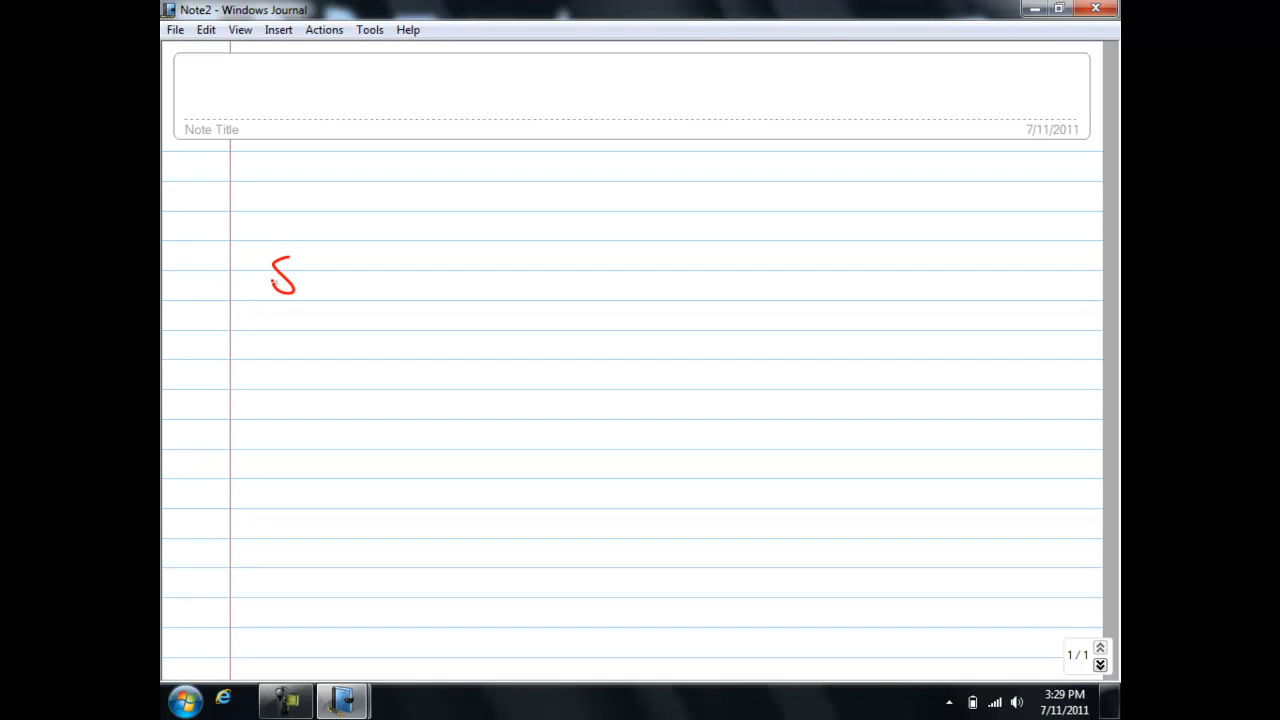 Note2 - Windows Journal
File Edit View Insert Actions Tools Help
Note Title 7/11/2011
S
1 / 1
3:29 PM
7/11/2011